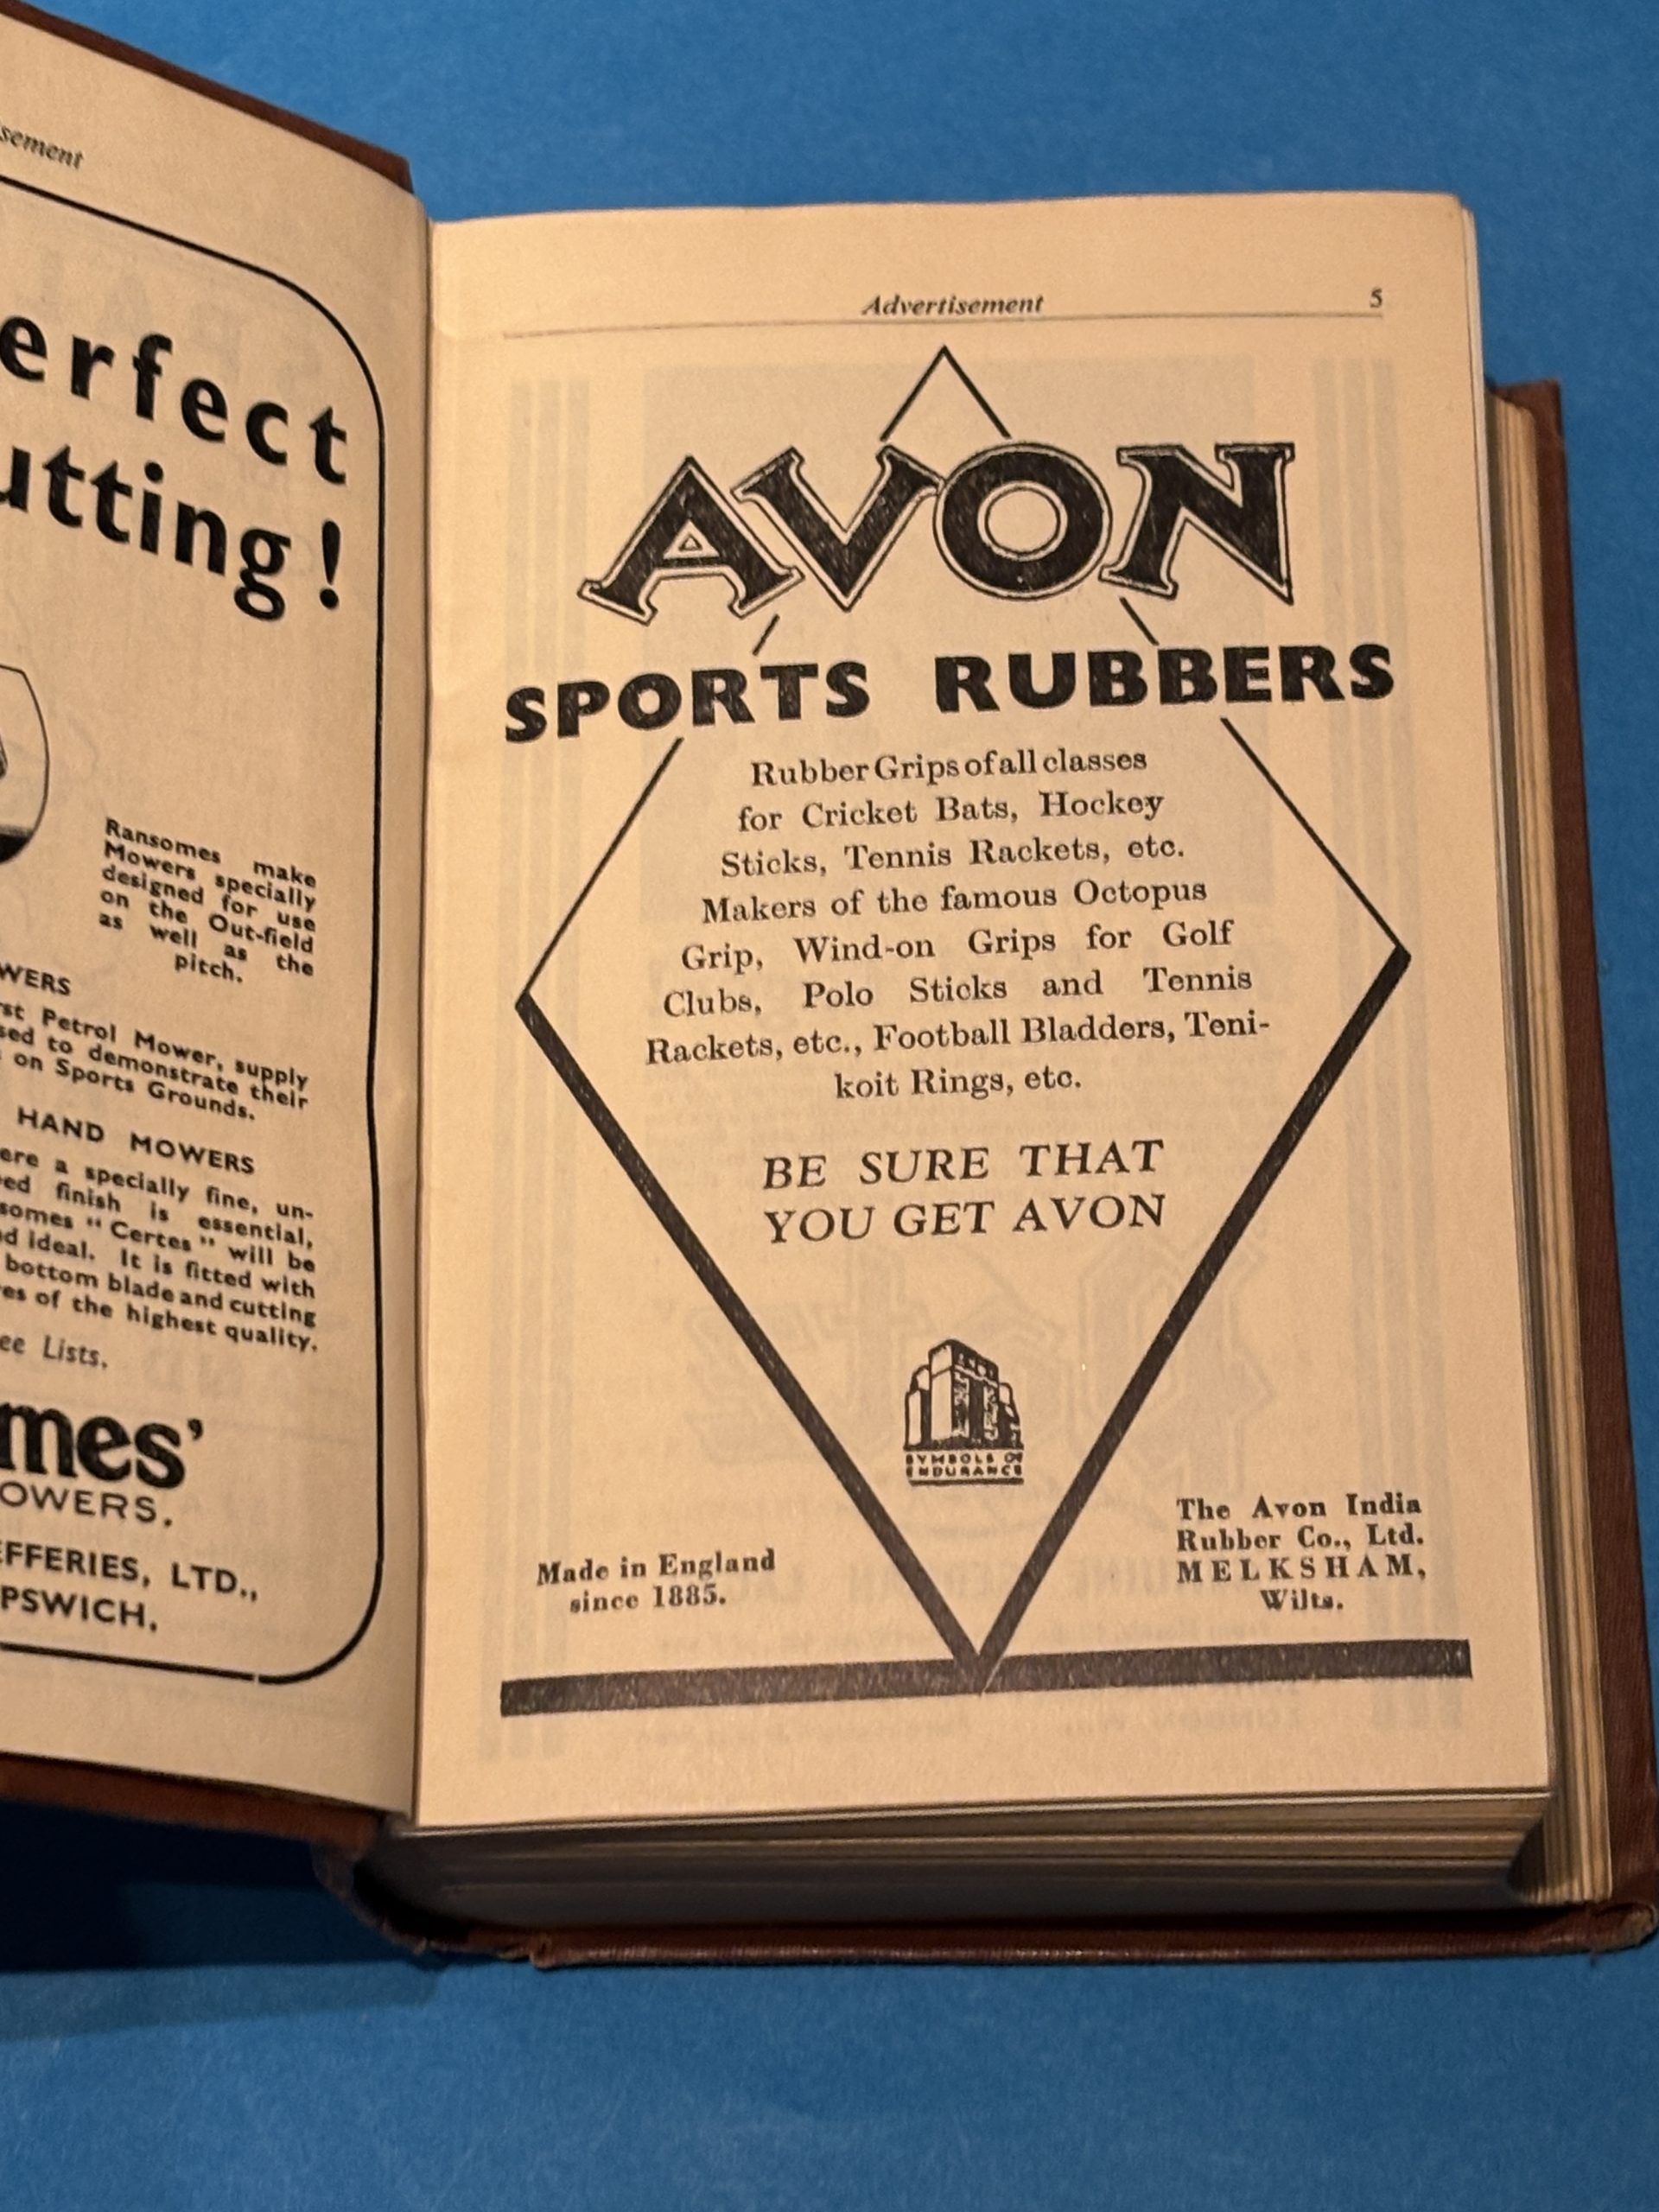 sement
erfect
utting!
Ransomes make
Mowers specially
designed for use
on the Out-field
as well as the
pitch.
WERS
st Petrol Mower, supply
sed to demonstrate their
on Sports Grounds.
HAND MOWERS
ere a specially fine, un-
ed finish is essential,
somes "Certes" will be
d ideal. It is fitted with
bottom blade and cutting
es of the highest quality.
ee Lists.
mes'
OWERS.
EFFERIES, LTD.,
PSWICH.
Advertisement 5
AVON
SPORTS RUBBERS
Rubber Grips of all classes
for Cricket Bats, Hockey
Sticks, Tennis Rackets, etc.
Makers of the famous Octopus
Grip, Wind-on Grips for Golf
Clubs, Polo Sticks and Tennis
Rackets, etc., Football Bladders, Teni-
koit Rings, etc.
BE SURE THAT
YOU GET AVON
SYMBOLS OF
ENDURANCE
Made in England
since 1885.
The Avon India
Rubber Co., Ltd.
MELKSHAM,
Wilts.